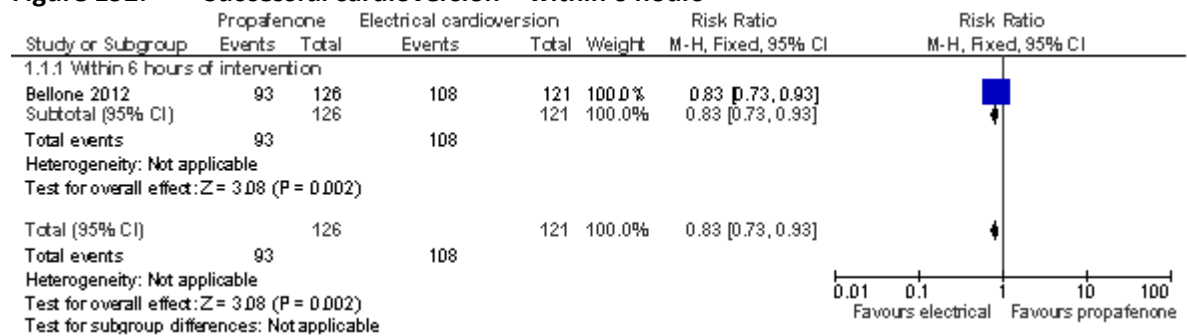 Propafenone Electrical cardioversion Risk Ratio Risk Ratio
Study or Subgroup Events Total Events Total Weight M-H, Fixed, 95% CI M-H, Fixed, 95% CI
1.1.1 Within 6 hours of intervention
Bellone 2012 93 126 108 121 100.0% 0.83 [0.73, 0.93]
Subtotal (95% CI) 126 121 100.0% 0.83 [0.73, 0.93]
Total events 93 108
Heterogeneity: Not applicable
Test for overall effect: Z = 3.08 (P = 0.002)
Total (95% CI) 126 121 100.0% 0.83 [0.73, 0.93]
Total events 93 108
Heterogeneity: Not applicable
Test for overall effect: Z = 3.08 (P = 0.002)
Test for subgroup differences: Not applicable
0.01 0.1 1 10 100
Favours electrical Favours propafenone